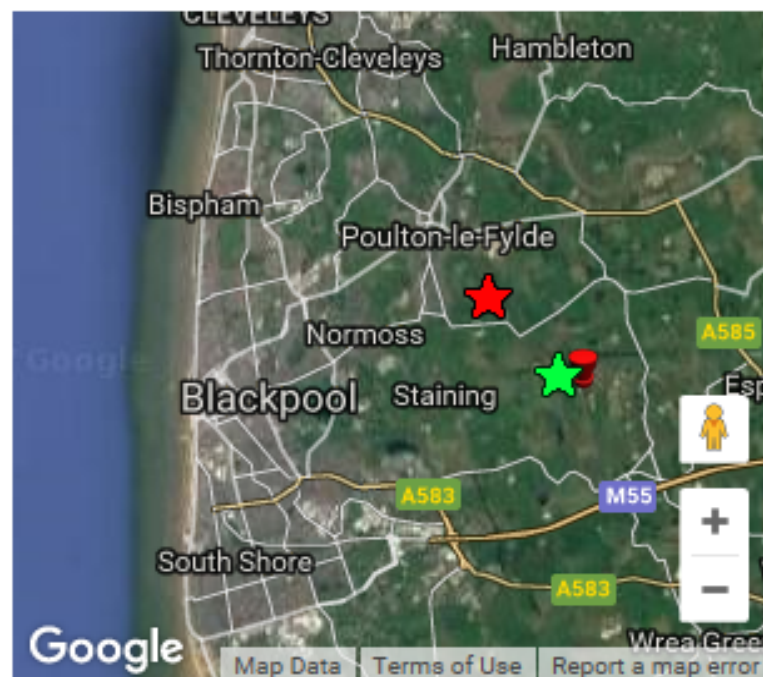 CLEVELEYS
Thornton-Cleveleys
Hambleton
Bispham
Poulton-le-Fylde
Normoss
A585
Google
Blackpool
Staining
Esp
A583
M55
South Shore
A583
Wrea Gree
Google
Map Data
Terms of Use
Report a map error